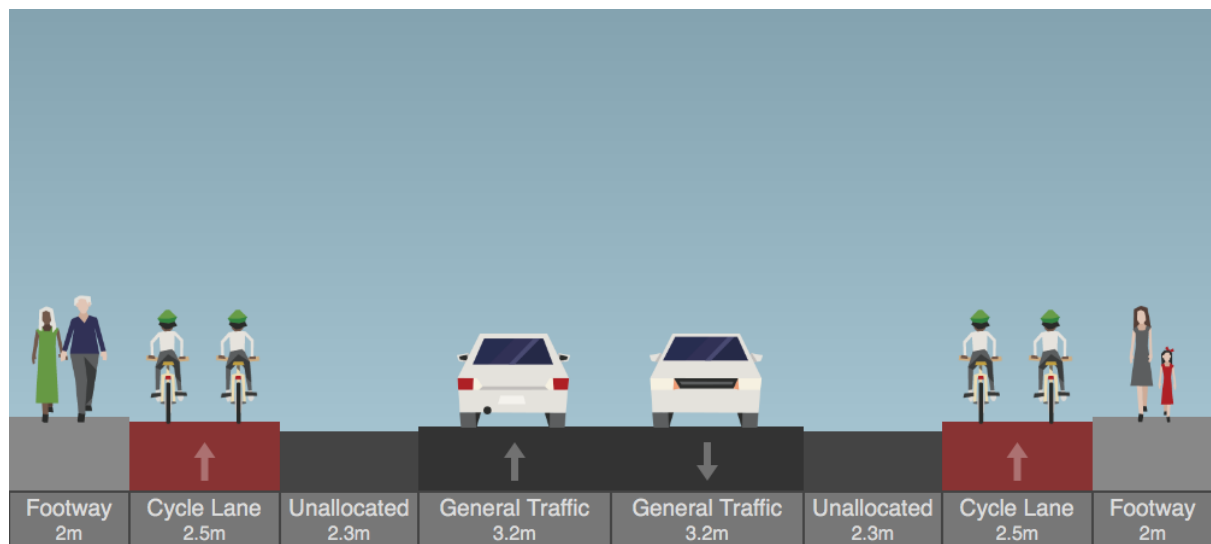 Footway
2m
Cycle Lane
2.5m
Unallocated
2.3m
General Traffic
3.2m
General Traffic
3.2m
Unallocated
2.3m
Cycle Lane
2.5m
Footway
2m